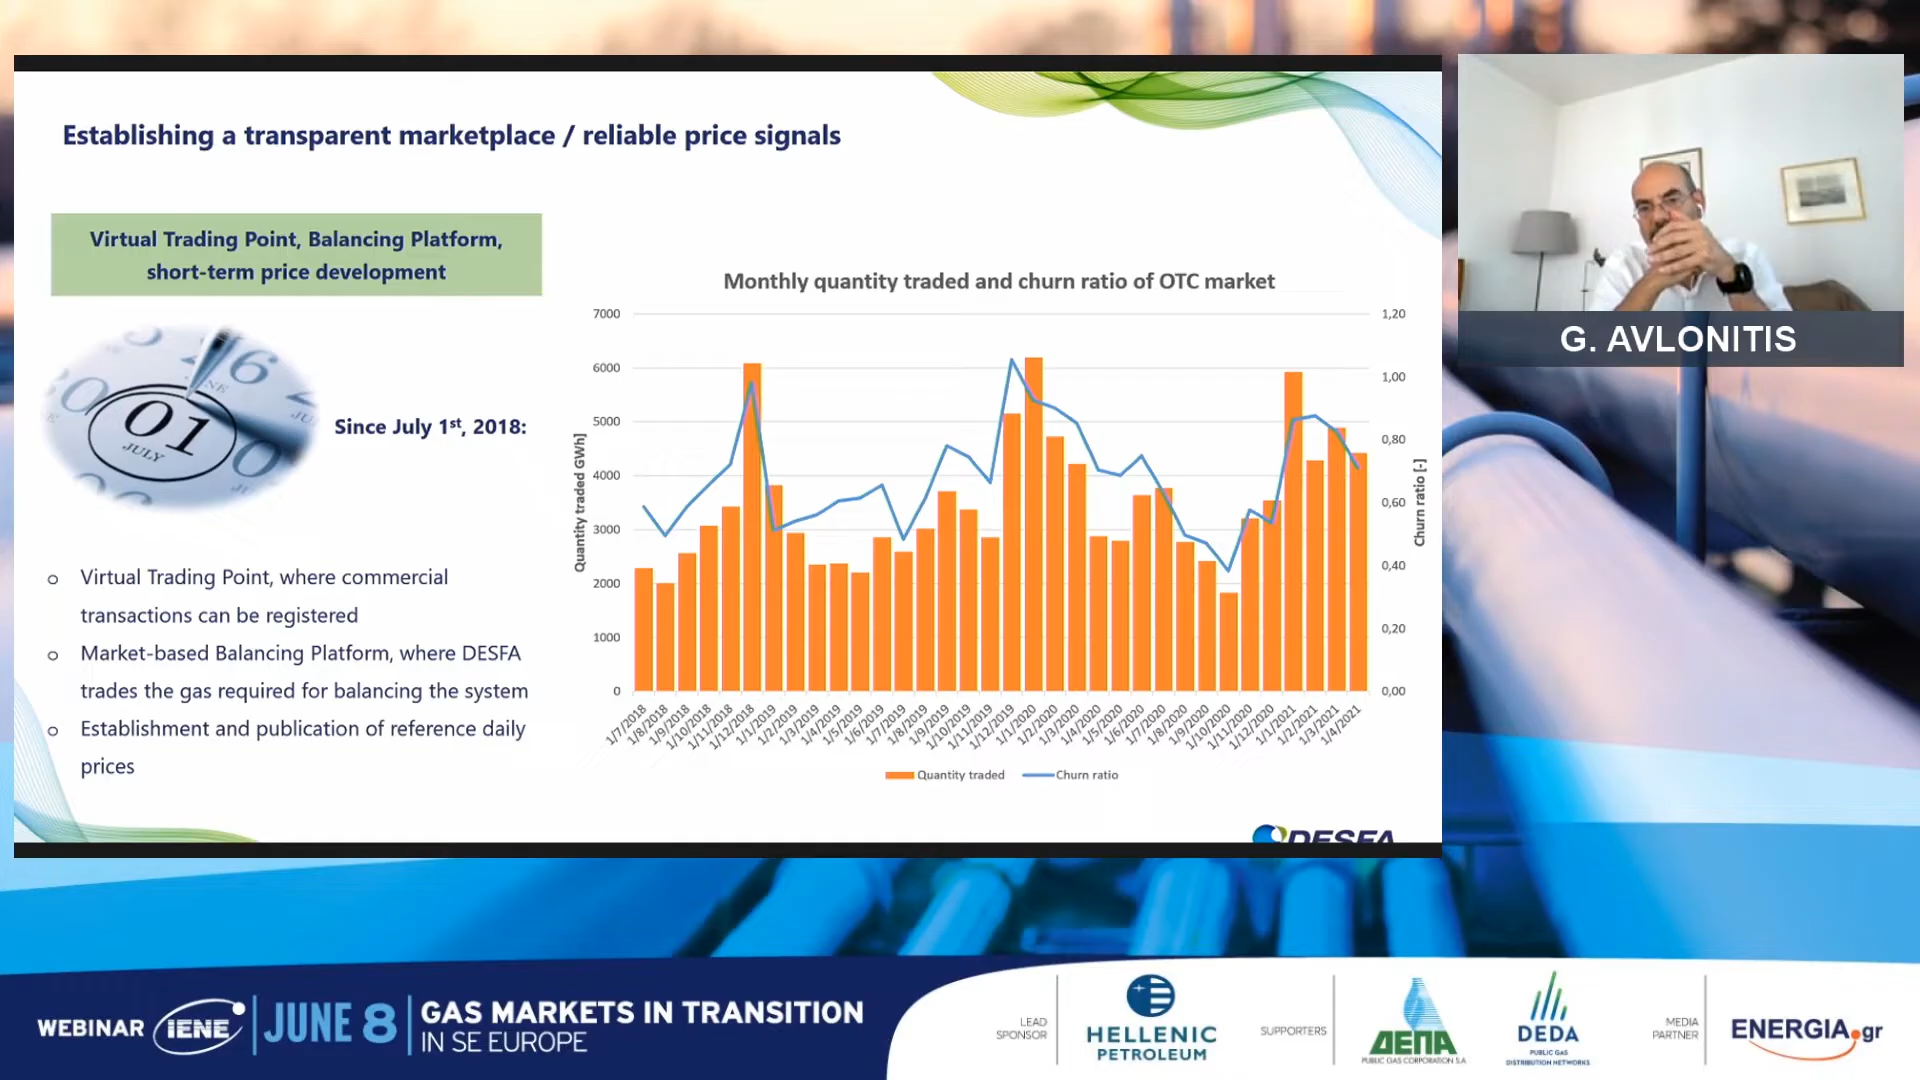 Establishing a transparent marketplace / reliable price signals
Virtual Trading Point, Balancing Platform,
short-term price development
01
JULY
Since July 1st, 2018:
o Virtual Trading Point, where commercial
transactions can be registered
o Market-based Balancing Platform, where DESFA
trades the gas required for balancing the system
o Establishment and publication of reference daily
prices
Monthly quantity traded and churn ratio of OTC market
Quantity traded GWh]
7000
6000
5000
4000
3000
2000
1000
0
1,20
1,00
0,80
0,60
0,40
0,20
0,00
Churn ratio [-]
1/7/2018
1/8/2018
1/9/2018
1/10/2018
1/11/2018
1/12/2018
1/1/2019
1/2/2019
1/3/2019
1/4/2019
1/5/2019
1/6/2019
1/7/2019
1/8/2019
1/9/2019
1/10/2019
1/11/2019
1/12/2019
1/1/2020
1/2/2020
1/3/2020
1/4/2020
1/5/2020
1/6/2020
1/7/2020
1/8/2020
1/9/2020
1/10/2020
1/11/2020
1/12/2020
1/1/2021
1/2/2021
1/3/2021
1/4/2021
Quantity traded
Churn ratio
DESFA
G. AVLONITIS
WEBINAR
iENE
JUNE 8
GAS MARKETS IN TRANSITION
IN SE EUROPE
LEAD
SPONSOR
HELLENIC
PETROLEUM
SUPPORTERS
ΔΕΠΑ
PUBLIC GAS CORPORATION S.A
DEDA
PUBLIC GAS
DISTRIBUTION NETWORKS
MEDIA
PARTNER
ENERGIA.gr